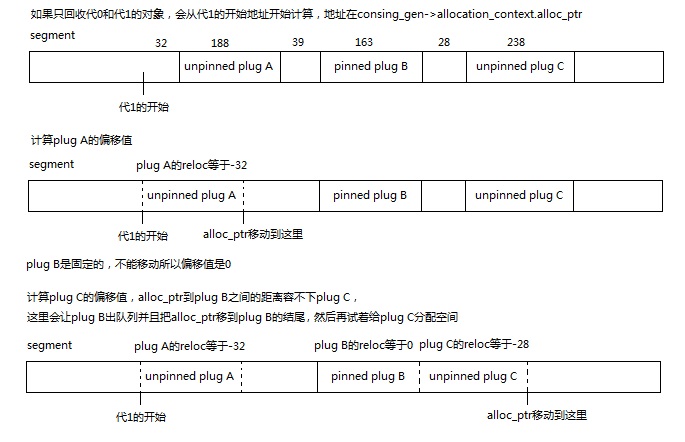 如果只回收代0和代1的对象，会从代1的开始地址开始计算，地址在consing_gen->allocation_context.alloc_ptr
segment
32 188 39 163 28 238
unpinned plug A pinned plug B unpinned plug C
代1的开始
计算plug A的偏移值
segment plug A的reloc等于-32
unpinned plug A pinned plug B unpinned plug C
代1的开始 alloc_ptr移动到这里
plug B是固定的，不能移动所以偏移值是0
计算plug C的偏移值，alloc_ptr到plug B之间的距离容不下plug C，
这里会让plug B出队列并且把alloc_ptr移到plug B的结尾，然后再试着给plug C分配空间
segment plug A的reloc等于-32 plug B的reloc等于0 plug C的reloc等于-28
unpinned plug A pinned plug B unpinned plug C
代1的开始 alloc_ptr移动到这里